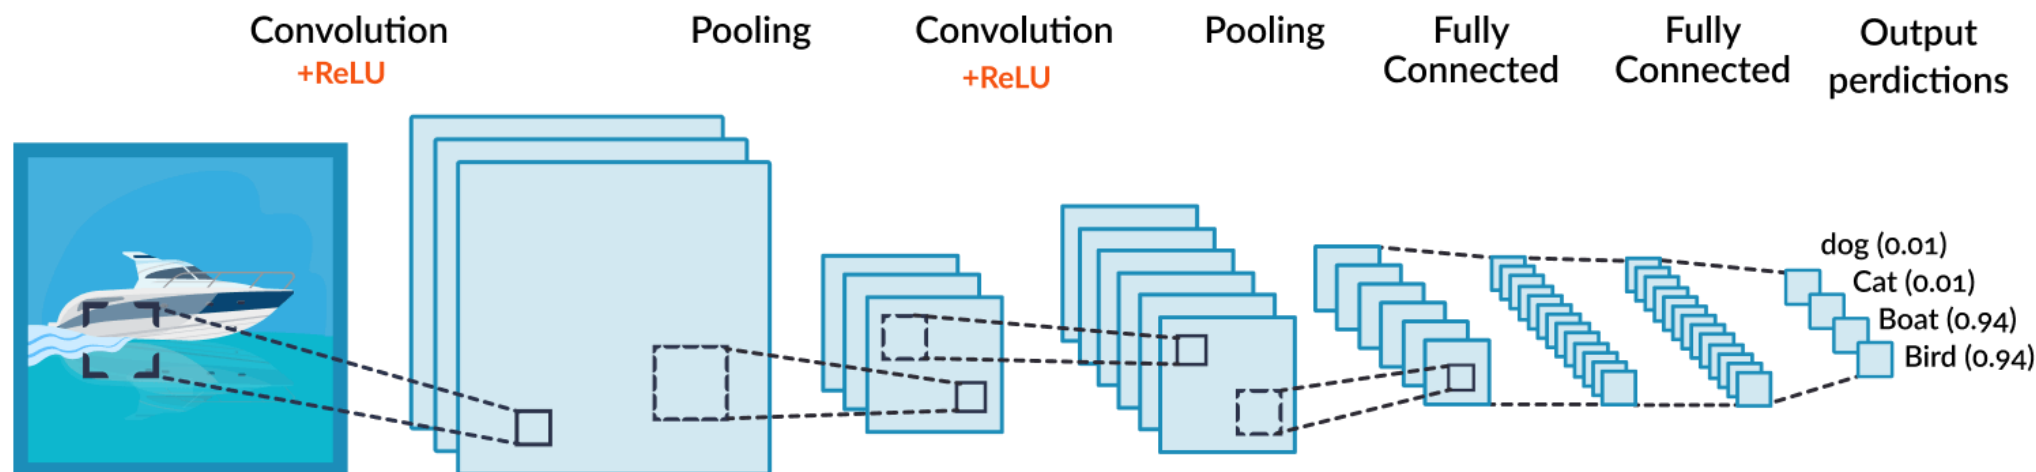 Convolution
+ReLU
Pooling
Convolution
+ReLU
Pooling
Fully
Connected
Fully
Connected
Output
perdictions
dog (0.01)
Cat (0.01)
Boat (0.94)
Bird (0.94)